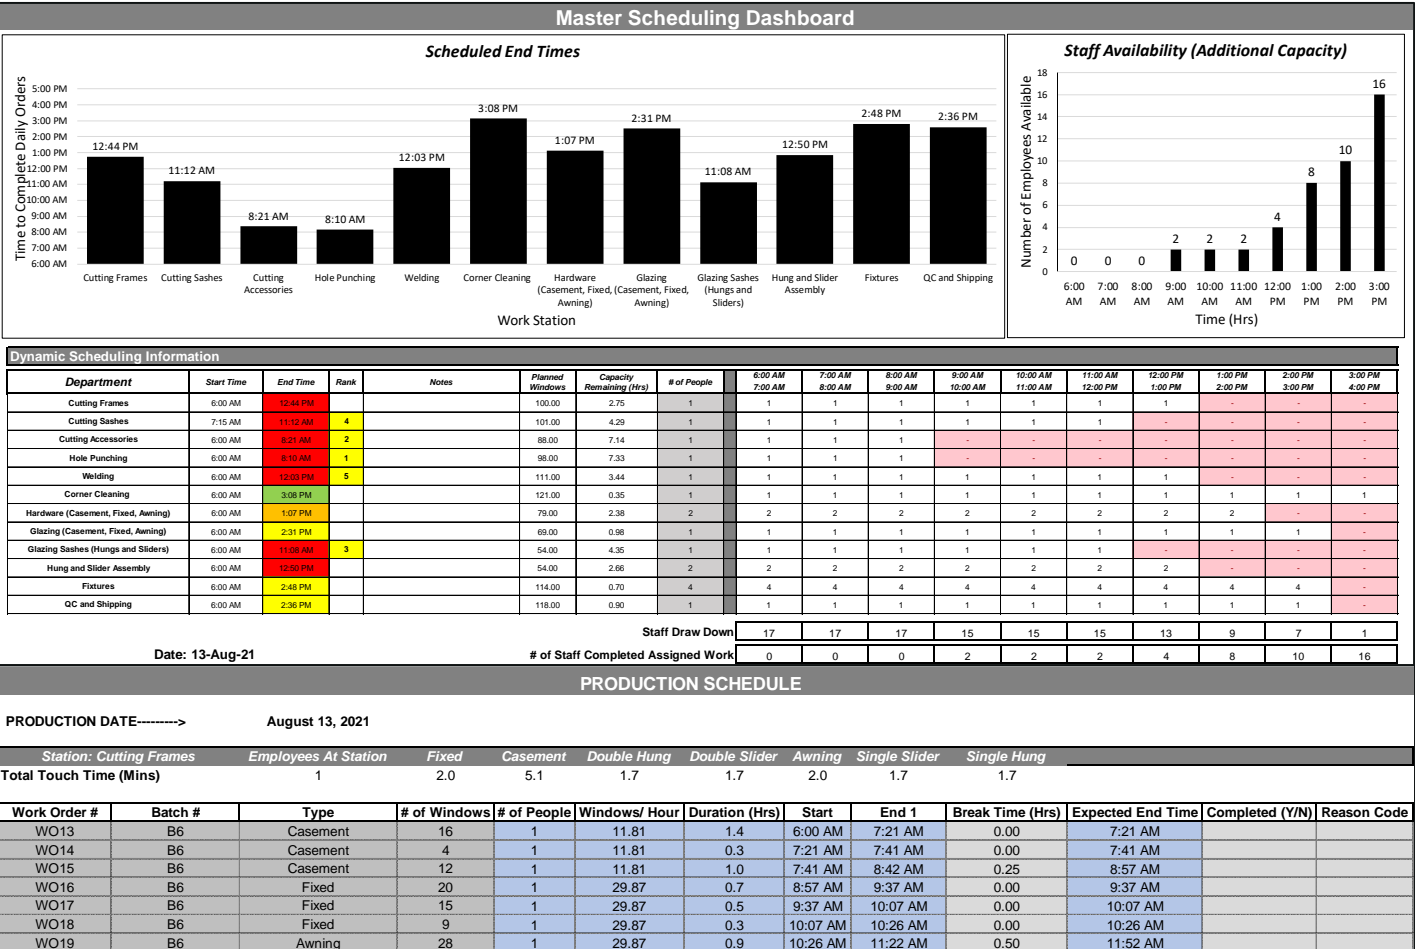 Master Scheduling Dashboard
Scheduled End Times
Time to Complete Daily Orders
5:00 PM
4:00 PM
3:00 PM
2:00 PM
1:00 PM
12:00 PM
11:00 AM
10:00 AM
9:00 AM
8:00 AM
7:00 AM
6:00 AM
12:44 PM
11:12 AM
8:21 AM
8:10 AM
12:03 PM
3:08 PM
1:07 PM
2:31 PM
11:08 AM
12:50 PM
2:48 PM
2:36 PM
Cutting Frames
Cutting Sashes
Cutting
Accessories
Hole Punching
Welding
Corner Cleaning
Hardware
(Casement, Fixed,
Awning)
Glazing
(Casement, Fixed,
Awning)
Glazing Sashes
(Hungs and
Sliders)
Hung and Slider
Assembly
Fixtures
QC and Shipping
Work Station
Staff Availability (Additional Capacity)
Number of Employees Available
18
16
14
12
10
8
6
4
2
0
0 0 0 2 2 2 4 8 10 16
6:00 7:00 8:00 9:00 10:00 11:00 12:00 1:00 2:00 3:00
AM AM AM AM AM AM PM PM PM PM
Time (Hrs)
Dynamic Scheduling Information
Department Start Time End Time Rank Notes Planned Windows Capacity Remaining (Hrs) # of People 6:00 AM 7:00 AM 8:00 AM 9:00 AM 10:00 AM 11:00 AM 12:00 PM 1:00 PM 2:00 PM 3:00 PM
7:00 AM 8:00 AM 9:00 AM 10:00 AM 11:00 AM 12:00 PM 1:00 PM 2:00 PM 3:00 PM 4:00 PM
Cutting Frames 6:00 AM 12:44 PM 100.00 2.75 1 1 1 1 1 1 1 1 - - -
Cutting Sashes 7:15 AM 11:12 AM 4 101.00 4.29 1 1 1 1 1 1 1 - - - -
Cutting Accessories 6:00 AM 8:21 AM 2 88.00 7.14 1 1 1 1 - - - - - - -
Hole Punching 6:00 AM 8:10 AM 1 98.00 7.33 1 1 1 1 - - - - - - -
Welding 6:00 AM 12:03 PM 5 111.00 3.44 1 1 1 1 1 1 1 1 - - -
Corner Cleaning 6:00 AM 3:08 PM 121.00 0.35 1 1 1 1 1 1 1 1 1 1 1
Hardware (Casement, Fixed, Awning) 6:00 AM 1:07 PM 79.00 2.38 2 2 2 2 2 2 2 2 2 - -
Glazing (Casement, Fixed, Awning) 6:00 AM 2:31 PM 69.00 0.98 1 1 1 1 1 1 1 1 1 1 -
Glazing Sashes (Hungs and Sliders) 6:00 AM 11:08 AM 3 54.00 4.35 1 1 1 1 1 1 1 - - - -
Hung and Slider Assembly 6:00 AM 12:50 PM 54.00 2.66 2 2 2 2 2 2 2 2 - - -
Fixtures 6:00 AM 2:48 PM 114.00 0.70 4 4 4 4 4 4 4 4 4 4 -
QC and Shipping 6:00 AM 2:36 PM 118.00 0.90 1 1 1 1 1 1 1 1 1 1 -
Staff Draw Down 17 17 17 15 15 15 13 9 7 1
Date: 13-Aug-21 # of Staff Completed Assigned Work 0 0 0 2 2 2 4 8 10 16
PRODUCTION SCHEDULE
PRODUCTION DATE---------> August 13, 2021
Station: Cutting Frames Employees At Station Fixed Casement Double Hung Double Slider Awning Single Slider Single Hung
Total Touch Time (Mins) 1 2.0 5.1 1.7 1.7 2.0 1.7 1.7
Work Order # Batch # Type # of Windows # of People Windows/ Hour Duration (Hrs) Start End 1 Break Time (Hrs) Expected End Time Completed (Y/N) Reason Code
WO13 B6 Casement 16 1 11.81 1.4 6:00 AM 7:21 AM 0.00 7:21 AM
WO14 B6 Casement 4 1 11.81 0.3 7:21 AM 7:41 AM 0.00 7:41 AM
WO15 B6 Casement 12 1 11.81 1.0 7:41 AM 8:42 AM 0.25 8:57 AM
WO16 B6 Fixed 20 1 29.87 0.7 8:57 AM 9:37 AM 0.00 9:37 AM
WO17 B6 Fixed 15 1 29.87 0.5 9:37 AM 10:07 AM 0.00 10:07 AM
WO18 B6 Fixed 9 1 29.87 0.3 10:07 AM 10:26 AM 0.00 10:26 AM
WO19 B6 Awning 28 1 29.87 0.9 10:26 AM 11:22 AM 0.50 11:52 AM